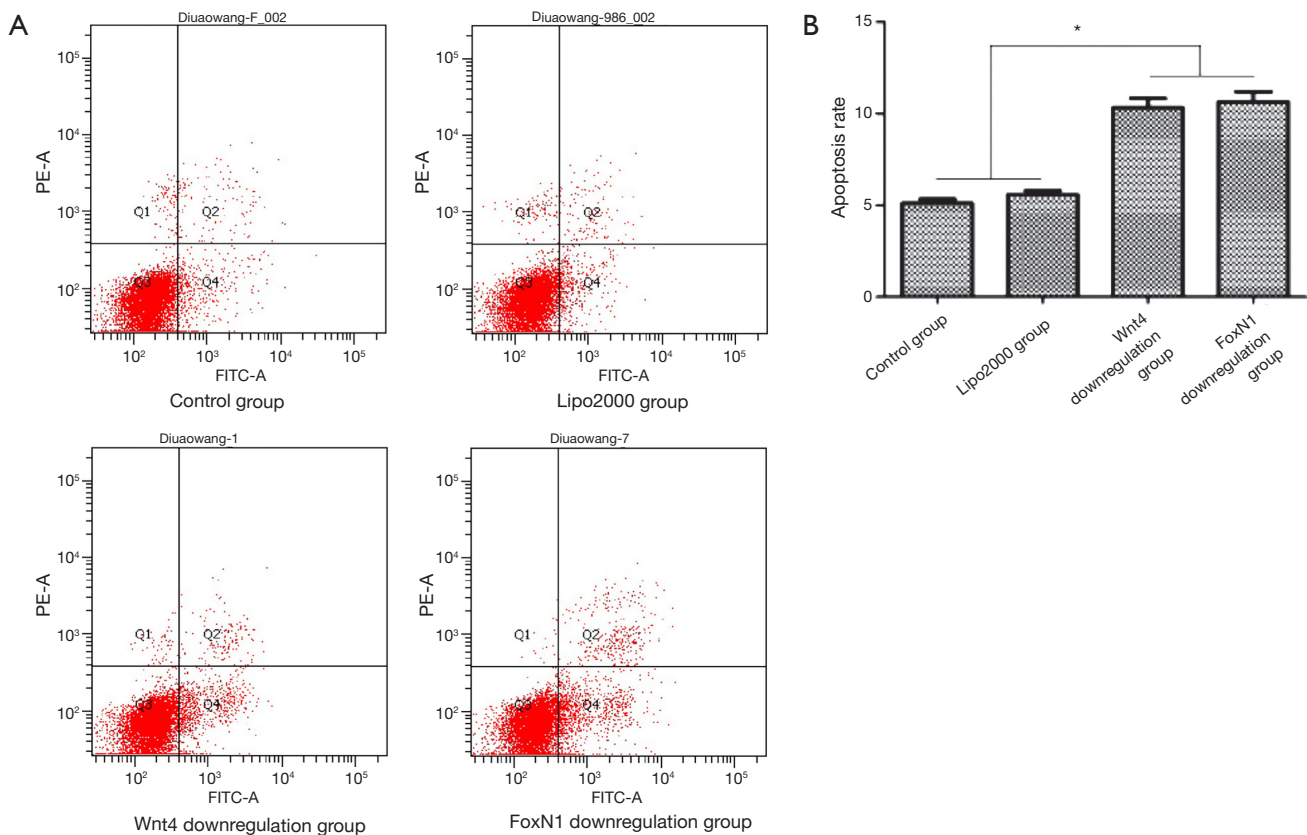 A
Diuaowang-F_002
PE-A
10⁵
10⁴
10³
10²
Q1
Q2
Q3
Q4
10²
10³
10⁴
10⁵
FITC-A
Control group
Diuaowang-986_002
PE-A
10⁵
10⁴
10³
10²
Q1
Q2
Q3
Q4
10²
10³
10⁴
10⁵
FITC-A
Lipo2000 group
Diuaowang-1
PE-A
10⁵
10⁴
10³
10²
Q1
Q2
Q3
Q4
10²
10³
10⁴
10⁵
FITC-A
Wnt4 downregulation group
Diuaowang-7
PE-A
10⁵
10⁴
10³
10²
Q1
Q2
Q3
Q4
10²
10³
10⁴
10⁵
FITC-A
FoxN1 downregulation group
B
Apoptosis rate
15
10
5
0
*
Control group
Lipo2000 group
Wnt4
downregulation
group
FoxN1
downregulation
group